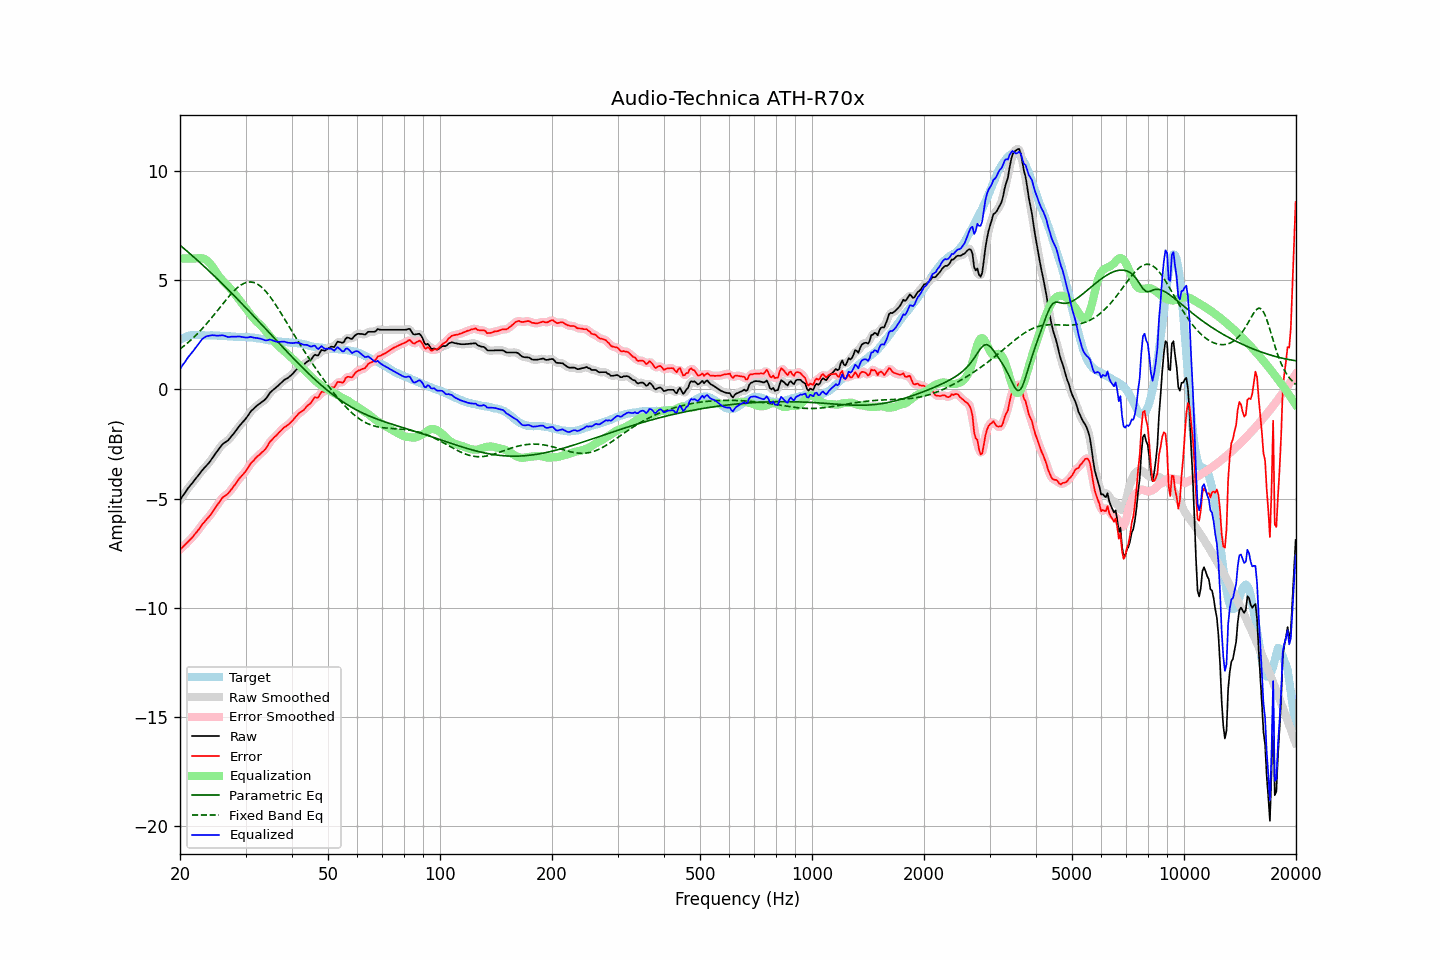 Audio-Technica ATH-R70x
Amplitude (dBr)
10
5
0
−5
−10
−15
−20
Target
Raw Smoothed
Error Smoothed
Raw
Error
Equalization
Parametric Eq
Fixed Band Eq
Equalized
20 50 100 200 500 1000 2000 5000 10000 20000
Frequency (Hz)